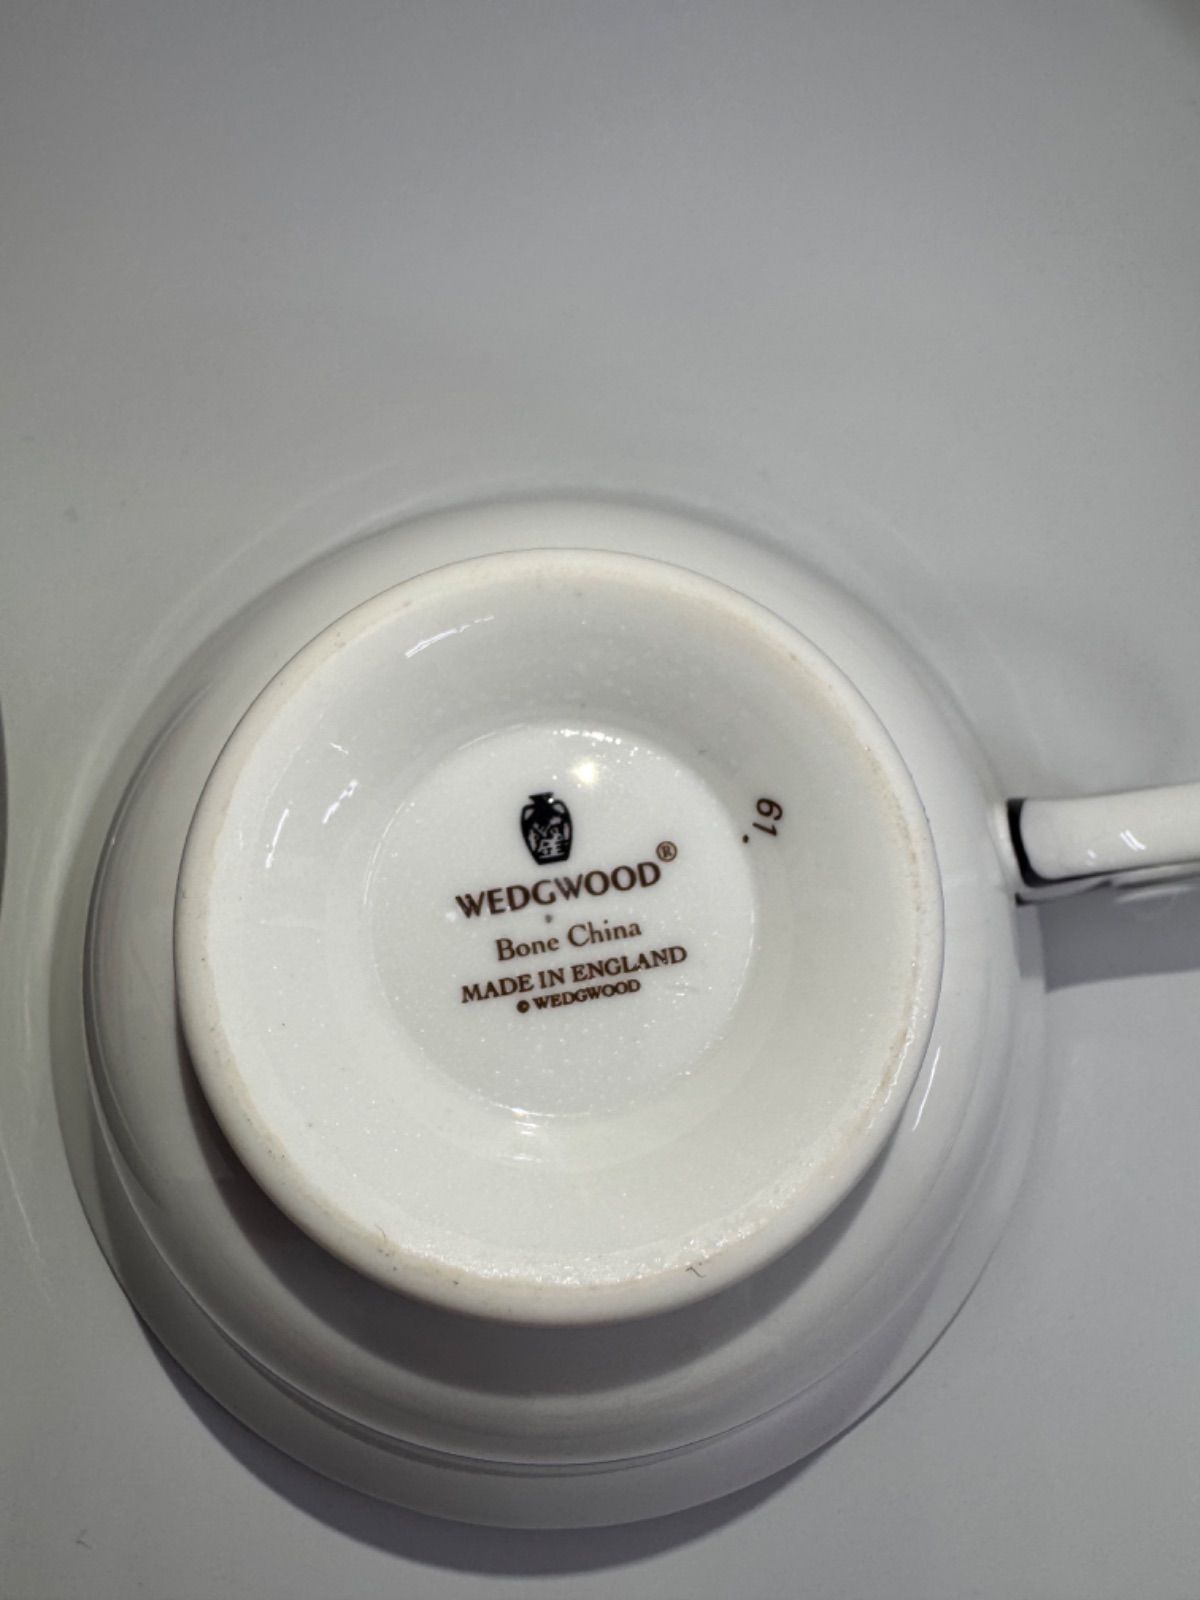 WEDGWOOD®
Bone China
MADE IN ENGLAND
© WEDGWOOD
61.